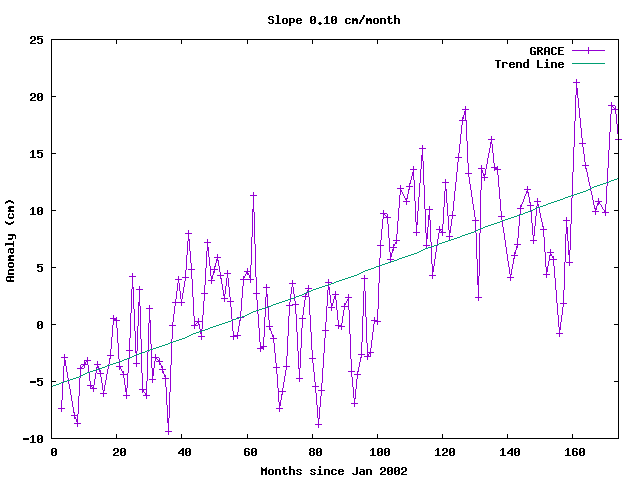 Slope 0.10 cm/month
25
20
15
10
5
0
-5
-10
Anomaly (cm)
GRACE
Trend Line
0 20 40 60 80 100 120 140 160
Months since Jan 2002